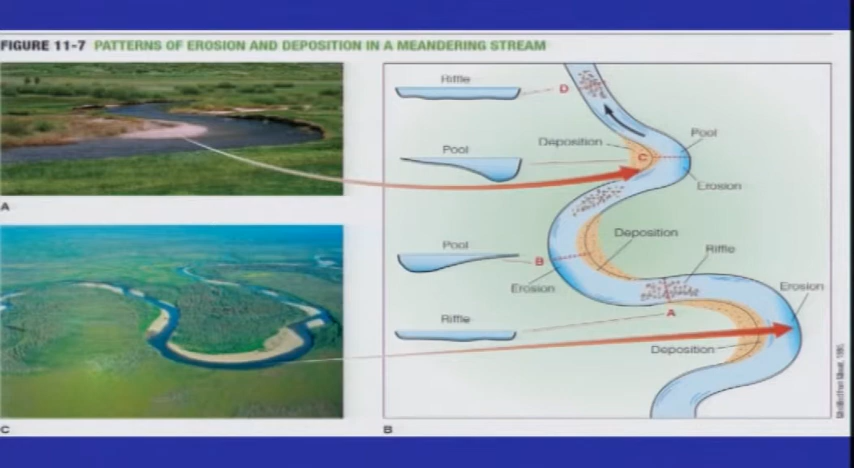 FIGURE 11-7 PATTERNS OF EROSION AND DEPOSITION IN A MEANDERING STREAM
A
C
Riffle
D
Pool
Deposition
C
Pool
Erosion
Deposition
Pool
B
Riffle
Erosion
Erosion
Riffle
A
Deposition
B